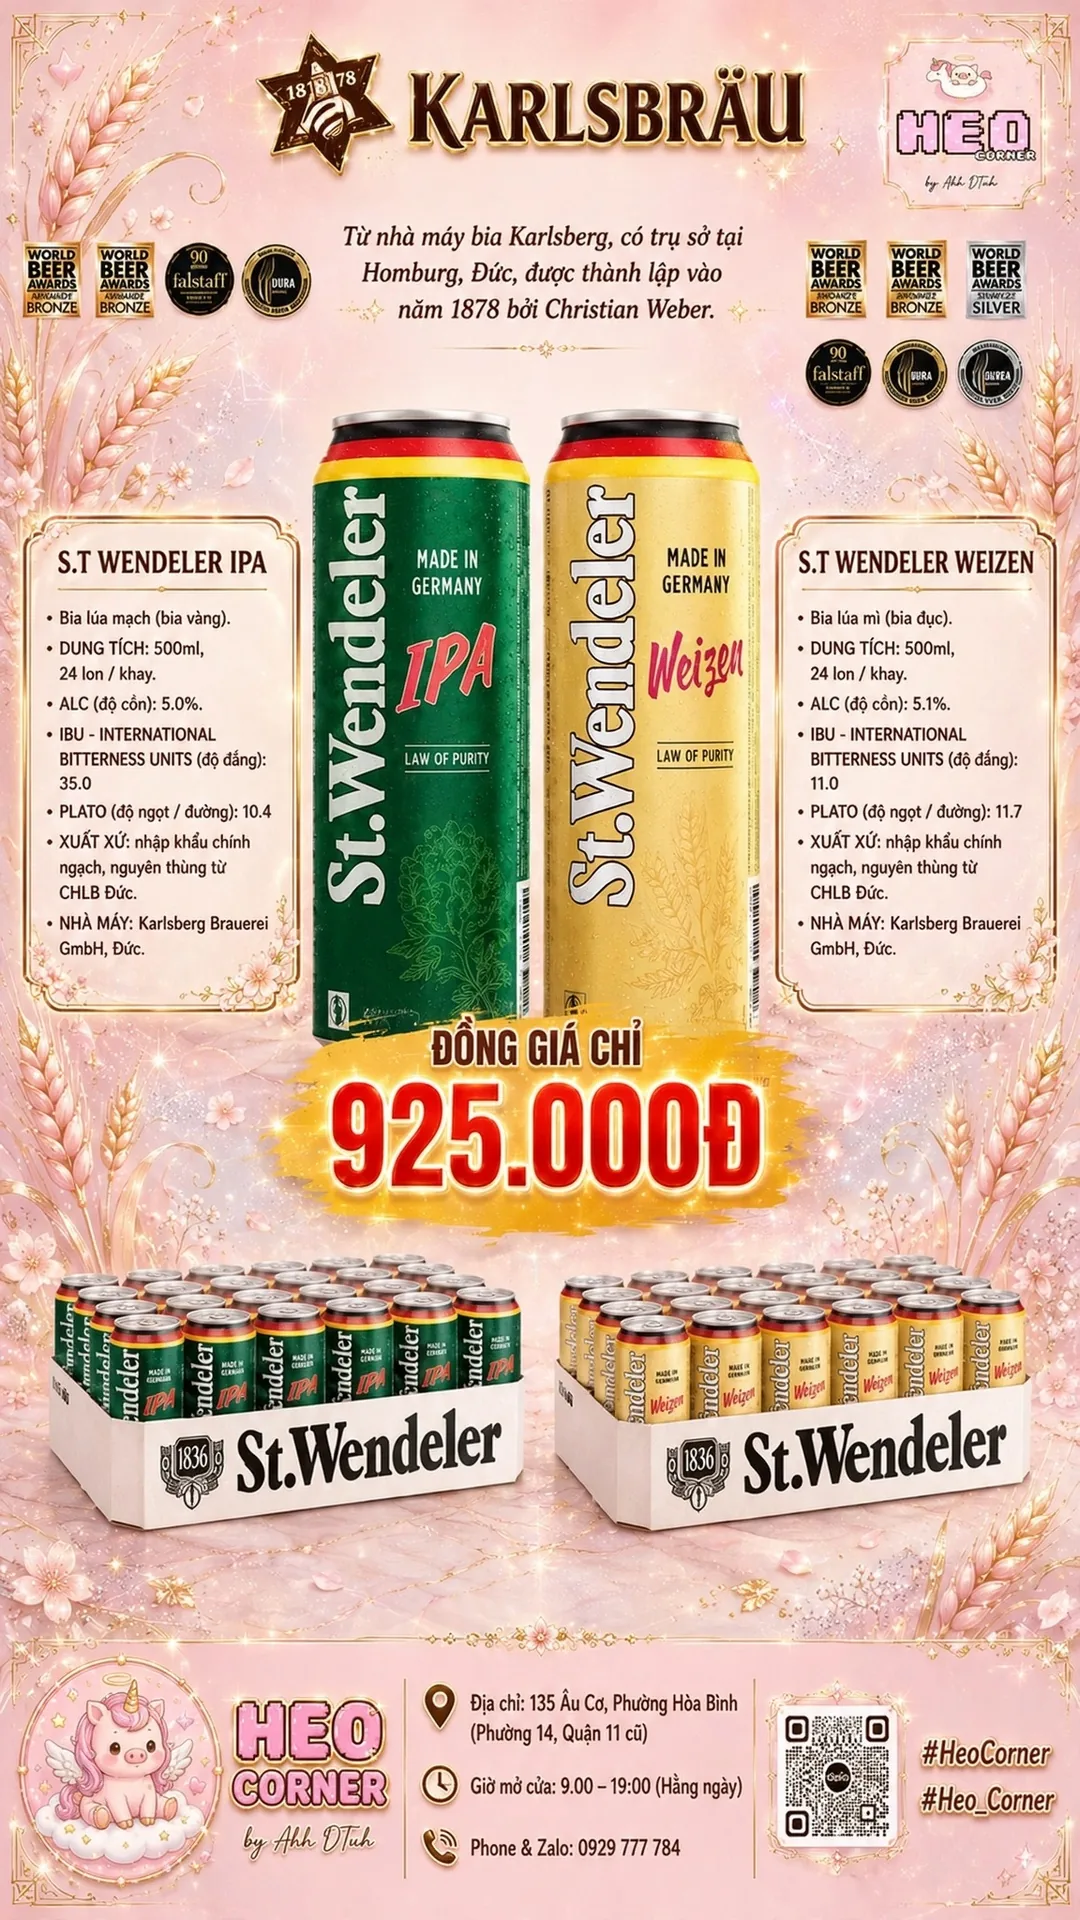 1878
KARLSBRÄU
HEO
CORNER
by Ahh DTuh
Từ nhà máy bia Karlsberg, có trụ sở tại
Homburg, Đức, được thành lập vào
năm 1878 bởi Christian Weber.
WORLD
BEER
AWARDS
BRONZE
WORLD
BEER
AWARDS
BRONZE
90
falstaff
WORLD
BEER
AWARDS
BRONZE
WORLD
BEER
AWARDS
BRONZE
WORLD
BEER
AWARDS
SILVER
90
falstaff
S.T WENDELER IPA
• Bia lúa mạch (bia vàng).
• DUNG TÍCH: 500ml,
24 lon / khay.
• ALC (độ cồn): 5.0%.
• IBU - INTERNATIONAL
BITTERNESS UNITS (độ đắng):
35.0
• PLATO (độ ngọt / đường): 10.4
• XUẤT XỨ: nhập khẩu chính
ngạch, nguyên thùng từ
CHLB Đức.
• NHÀ MÁY: Karlsberg Brauerei
GmbH, Đức.
St.Wendeler
MADE IN
GERMANY
IPA
LAW OF PURITY
St.Wendeler
MADE IN
GERMANY
Weizen
LAW OF PURITY
S.T WENDELER WEIZEN
• Bia lúa mì (bia đục).
• DUNG TÍCH: 500ml,
24 lon / khay.
• ALC (độ cồn): 5.1%.
• IBU - INTERNATIONAL
BITTERNESS UNITS (độ đắng):
11.0
• PLATO (độ ngọt / đường): 11.7
• XUẤT XỨ: nhập khẩu chính
ngạch, nguyên thùng từ
CHLB Đức.
• NHÀ MÁY: Karlsberg Brauerei
GmbH, Đức.
ĐỒNG GIÁ CHỈ
925.000Đ
1836
St.Wendeler
1836
St.Wendeler
HEO
CORNER
by Ahh DTuh
Địa chỉ: 135 Âu Cơ, Phường Hòa Bình
(Phường 14, Quận 11 cũ)
Giờ mở cửa: 9.00 – 19:00 (Hằng ngày)
Phone & Zalo: 0929 777 784
#HeoCorner
#Heo_Corner